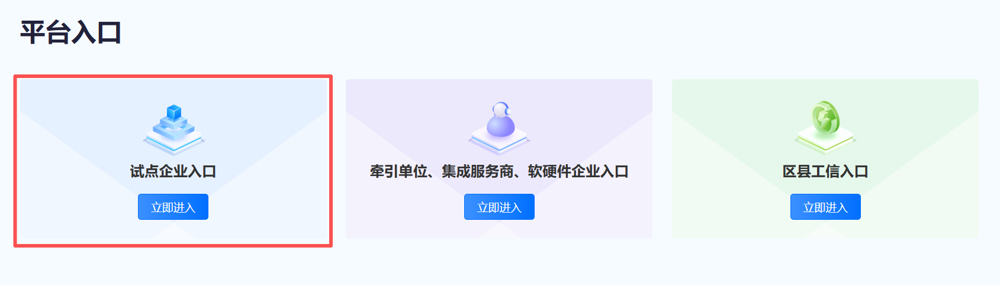 平台入口
试点企业入口
立即进入
牵引单位、集成服务商、软硬件企业入口
立即进入
区县工信入口
立即进入